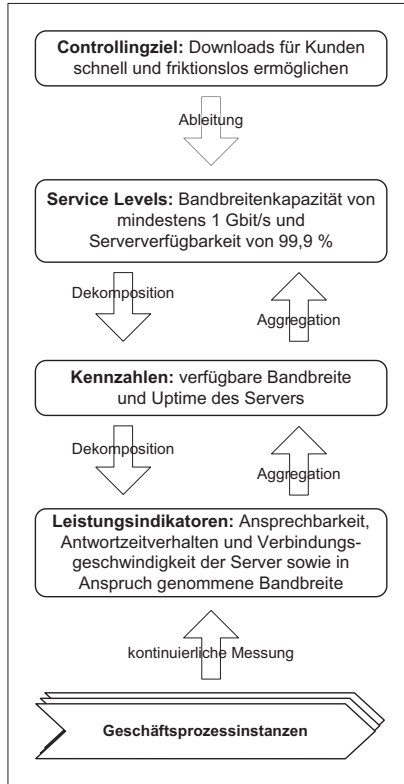 Controllingziel: Downloads für Kunden
schnell und friktionslos ermöglichen
Ableitung
Service Levels: Bandbreitenkapazität von
mindestens 1 Gbit/s und
Serververfügbarkeit von 99,9 %
Dekomposition
Aggregation
Kennzahlen: verfügbare Bandbreite
und Uptime des Servers
Dekomposition
Aggregation
Leistungsindikatoren: Ansprechbarkeit,
Antwortzeitverhalten und Verbindungs-
geschwindigkeit der Server sowie in
Anspruch genommene Bandbreite
kontinuierliche Messung
Geschäftsprozessinstanzen